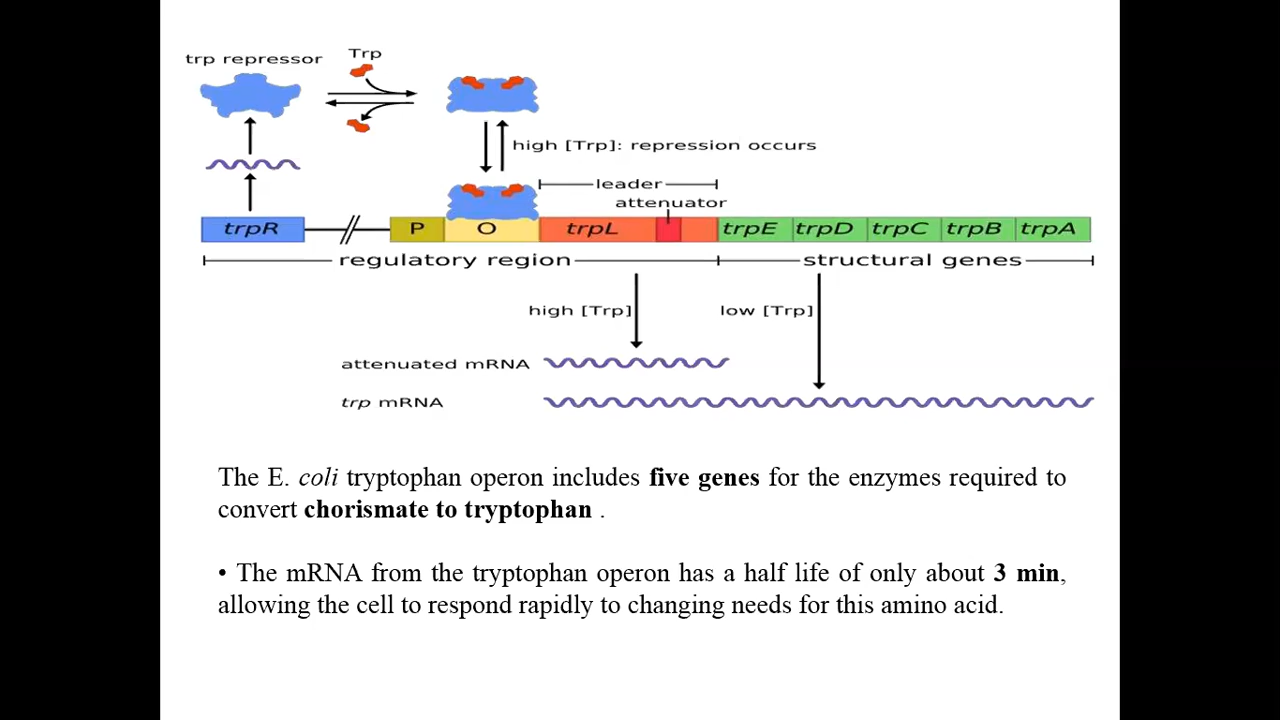 trp repressor
Trp
high [Trp]: repression occurs
leader
attenuator
trpR
P
O
trpL
trpE
trpD
trpC
trpB
trpA
regulatory region
structural genes
high [Trp]
low [Trp]
attenuated mRNA
trp mRNA
The E. coli tryptophan operon includes five genes for the enzymes required to
convert chorismate to tryptophan .
• The mRNA from the tryptophan operon has a half life of only about 3 min,
allowing the cell to respond rapidly to changing needs for this amino acid.